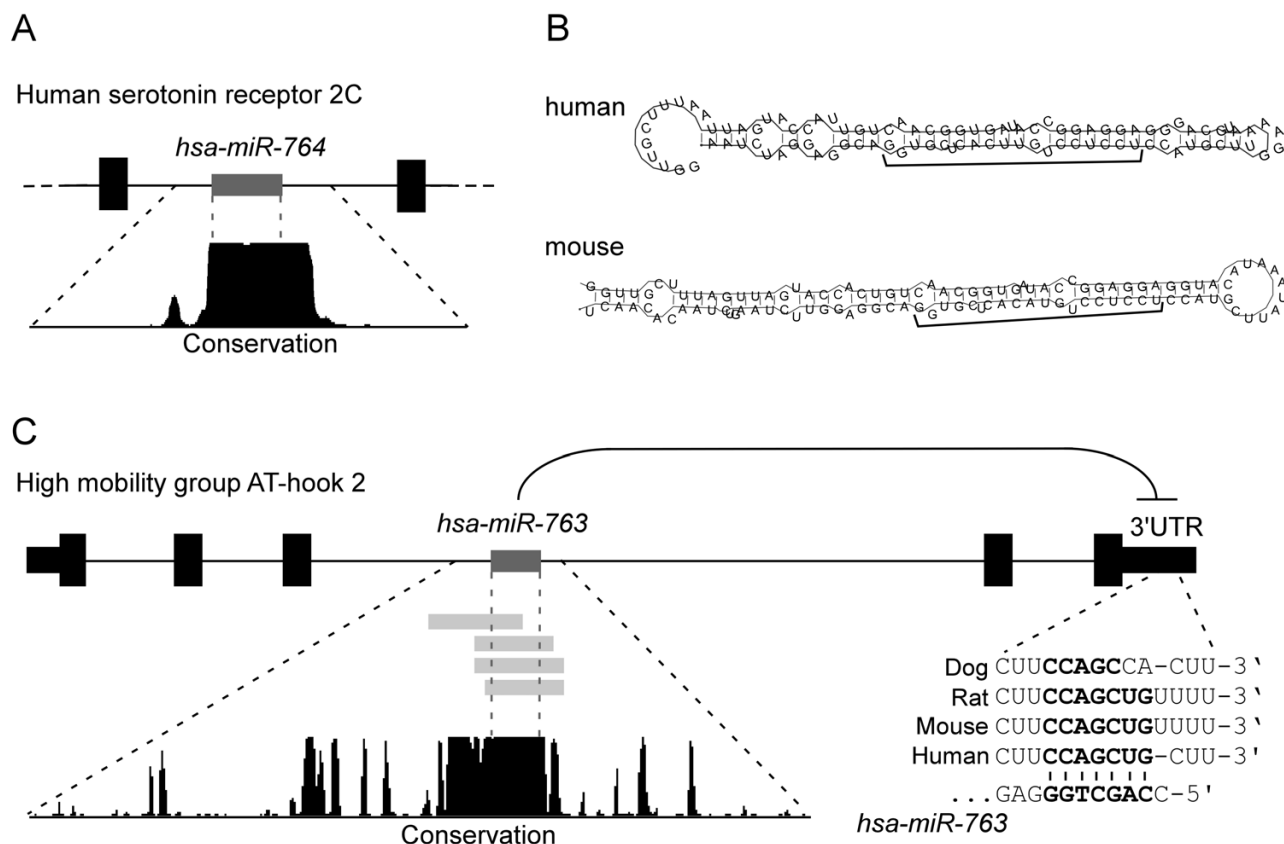 A
Human serotonin receptor 2C
hsa-miR-764
Conservation
B
human
mouse
C
High mobility group AT-hook 2
hsa-miR-763
3'UTR
Dog CUUCCAGCCA-CUU-3‘
Rat CUUCCAGCUGUUUU-3‘
Mouse CUUCCAGCUGUUUU-3‘
Human CUUCCAGCUG-CUU-3'
...GAGGGTCGACC-5'
hsa-miR-763
Conservation